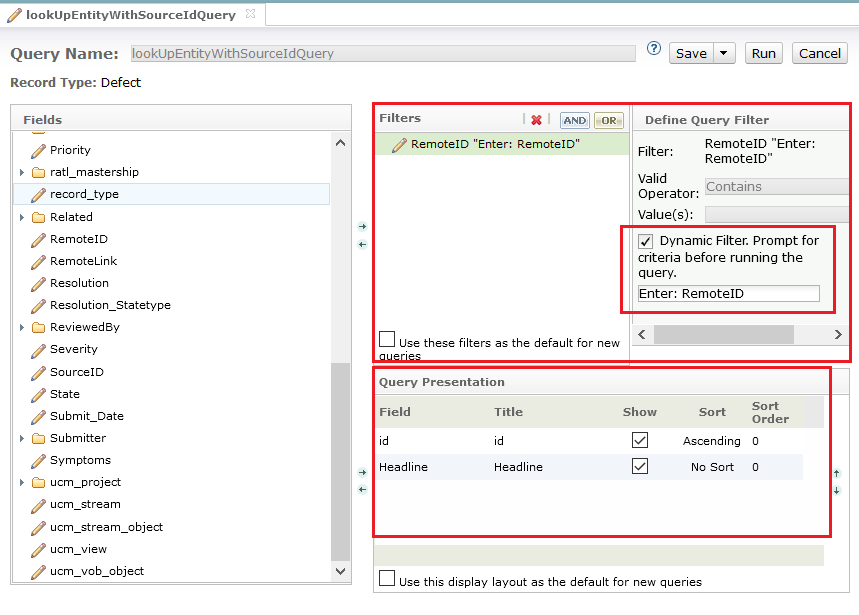 lookUpEntityWithSourceIdQuery
Query Name: lookUpEntityWithSourceIdQuery ? Save Run Cancel
Record Type: Defect
Fields
Priority
ratl_mastership
record_type
Related
RemoteID
RemoteLink
Resolution
Resolution_Statetype
ReviewedBy
Severity
SourceID
State
Submit_Date
Submitter
Symptoms
ucm_project
ucm_stream
ucm_stream_object
ucm_view
ucm_vob_object
Filters AND OR
RemoteID "Enter: RemoteID"
Use these filters as the default for new
queries
Define Query Filter
Filter: RemoteID "Enter:
RemoteID"
Valid
Operator: Contains
Value(s):
Dynamic Filter. Prompt for
criteria before running the
query.
Enter: RemoteID
Query Presentation
Field Title Show Sort Sort
Order
id id Ascending 0
Headline Headline No Sort 0
Use this display layout as the default for new queries